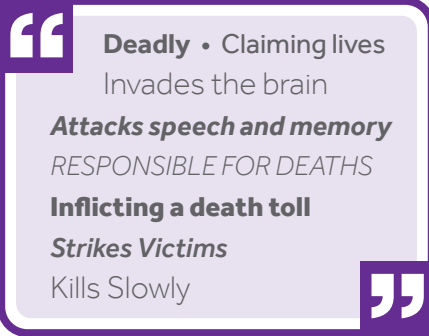 Deadly • Claiming lives
Invades the brain
Attacks speech and memory
RESPONSIBLE FOR DEATHS
Inflicting a death toll
Strikes Victims
Kills Slowly